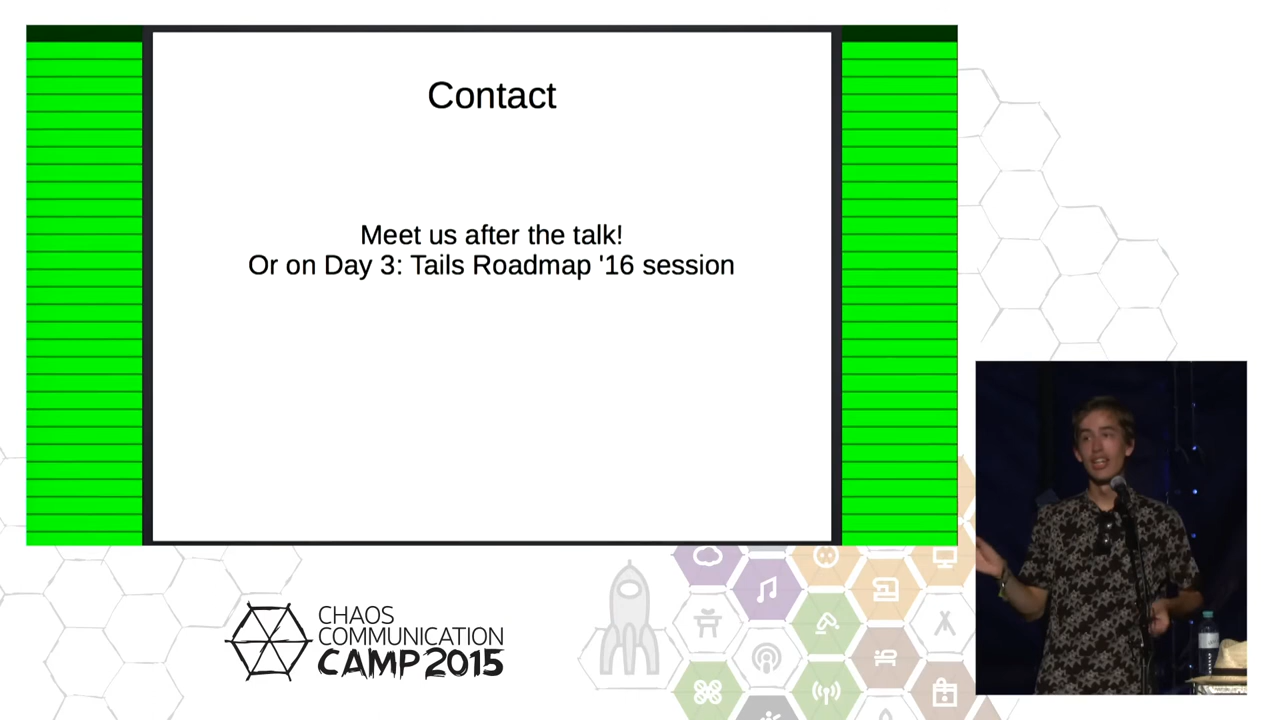 Contact
Meet us after the talk!
Or on Day 3: Tails Roadmap '16 session
CHAOS
COMMUNICATION
CAMP 2015